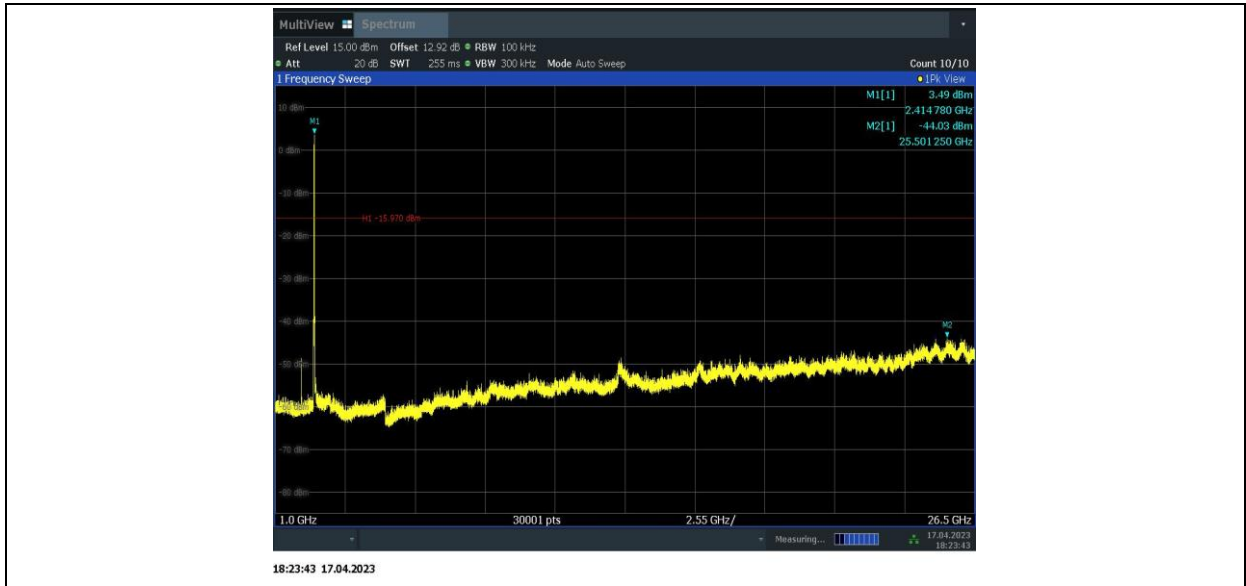 MultiView Spectrum
Ref Level 15.00 dBm Offset 12.92 dB RBW 100 kHz
Att 20 dB SWT 255 ms VBW 300 kHz Mode Auto Sweep Count 10/10
1 Frequency Sweep 1Pk View
M1[1] 3.49 dBm
2.414 780 GHz
M2[1] -44.03 dBm
25.501 250 GHz
10 dBm
M1
0 dBm
-10 dBm
H1 -15.970 dBm
-20 dBm
-30 dBm
-40 dBm
M2
-50 dBm
-60 dBm
-70 dBm
-80 dBm
1.0 GHz 30001 pts 2.55 GHz/ 26.5 GHz
Measuring... 17.04.2023
18:23:43
18:23:43 17.04.2023